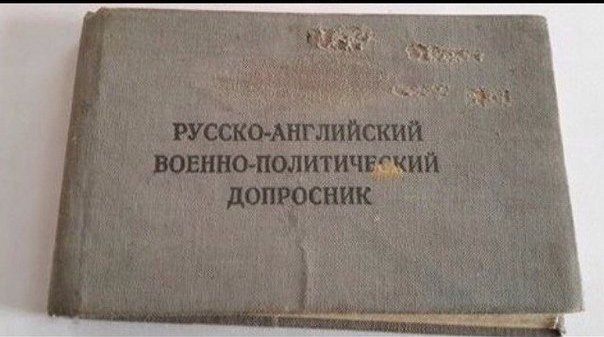 РУССКО-АНГЛИЙСКИЙ
ВОЕННО-ПОЛИТИЧЕСКИЙ
ДОПРОСНИК